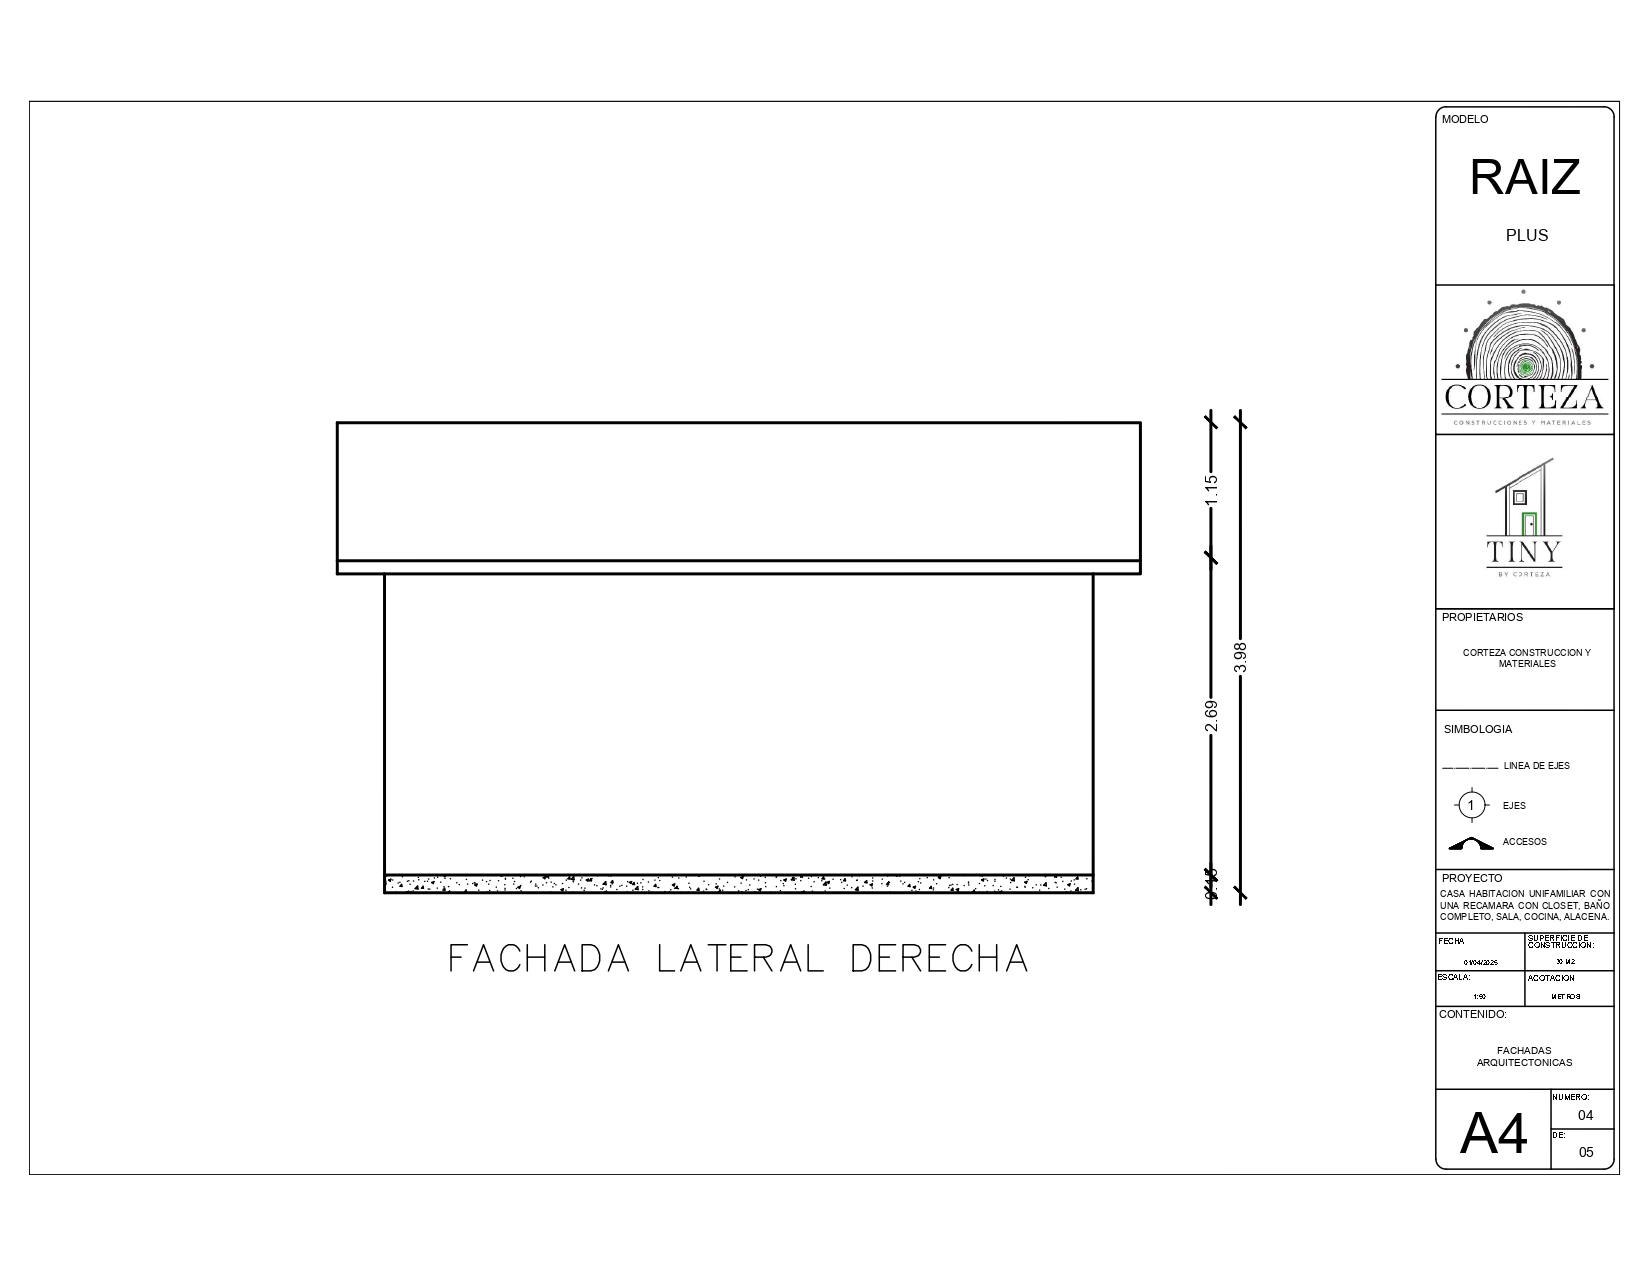 MODELO
RAIZ
PLUS
CORTEZA
CONSTRUCCIONES Y MATERIALES
TINY
BY CORTEZA
PROPIETARIOS
CORTEZA CONSTRUCCION Y
MATERIALES
SIMBOLOGIA
LINEA DE EJES
1
EJES
ACCESOS
PROYECTO
CASA HABITACION UNIFAMILIAR CON
UNA RECAMARA CON CLOSET, BAÑO
COMPLETO, SALA, COCINA, ALACENA.
FECHA
01/04/2025
SUPERFICIE DE
CONSTRUCCION:
30 M2
ESCALA:
1:50
ACOTACION
METROS
CONTENIDO:
FACHADAS
ARQUITECTONICAS
A4
NUMERO:
04
DE:
05
1.15
2.69
3.98
FACHADA LATERAL DERECHA